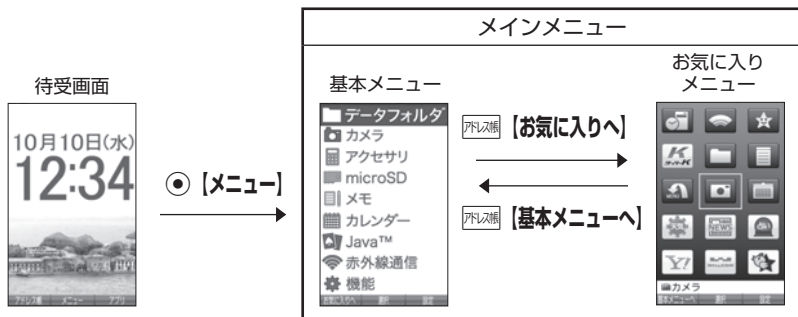 メインメニュー
待受画面
10月10日(水)
12:34
アドレス帳 メニュー アプリ
【メニュー】
基本メニュー
データフォルダ
カメラ
アクセサリ
microSD
メモ
カレンダー
Java™
赤外線通信
機能
お気に入りへ 選択 設定
アドレス帳【お気に入りへ】
アドレス帳【基本メニューへ】
お気に入り
メニュー
NEWS
Y!
カメラ
基本メニューへ 選択 設定